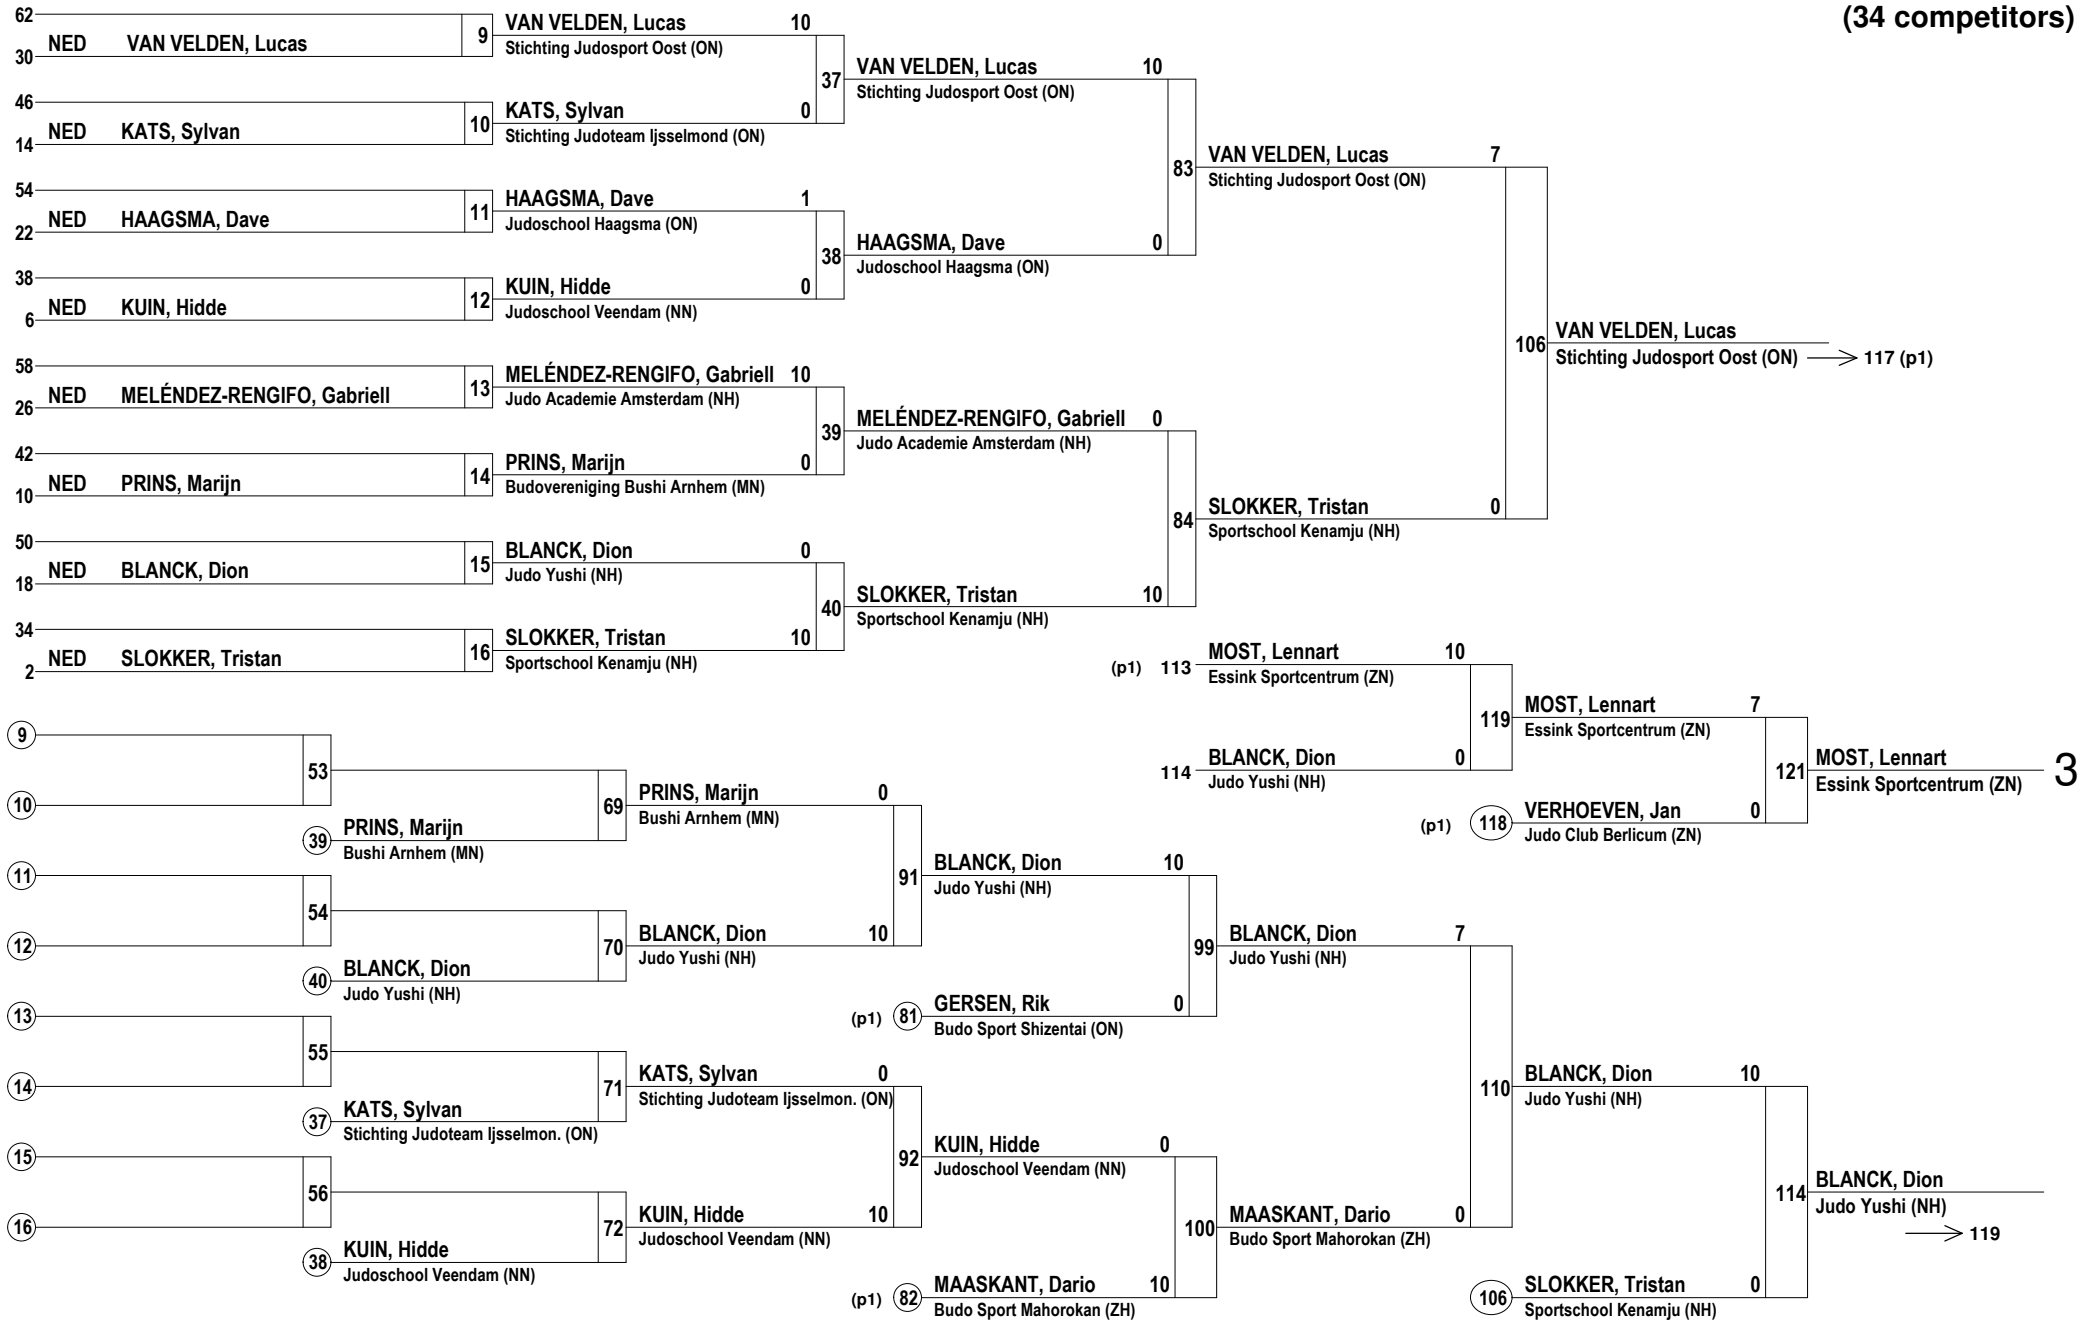 (34 competitors)
62
NED VAN VELDEN, Lucas
30
9
VAN VELDEN, Lucas 10
Stichting Judosport Oost (ON)
46
NED KATS, Sylvan
14
10
KATS, Sylvan 0
Stichting Judoteam Ijsselmond (ON)
37
VAN VELDEN, Lucas 10
Stichting Judosport Oost (ON)
54
NED HAAGSMA, Dave
22
11
HAAGSMA, Dave 1
Judoschool Haagsma (ON)
38
NED KUIN, Hidde
6
12
KUIN, Hidde 0
Judoschool Veendam (NN)
38
HAAGSMA, Dave 0
Judoschool Haagsma (ON)
83
VAN VELDEN, Lucas 7
Stichting Judosport Oost (ON)
58
NED MELÉNDEZ-RENGIFO, Gabriell
26
13
MELÉNDEZ-RENGIFO, Gabriell 10
Judo Academie Amsterdam (NH)
42
NED PRINS, Marijn
10
14
PRINS, Marijn 0
Budovereniging Bushi Arnhem (MN)
39
MELÉNDEZ-RENGIFO, Gabriell 0
Judo Academie Amsterdam (NH)
50
NED BLANCK, Dion
18
15
BLANCK, Dion 0
Judo Yushi (NH)
34
NED SLOKKER, Tristan
2
16
SLOKKER, Tristan 10
Sportschool Kenamju (NH)
40
SLOKKER, Tristan 10
Sportschool Kenamju (NH)
84
SLOKKER, Tristan 0
Sportschool Kenamju (NH)
106
VAN VELDEN, Lucas
Stichting Judosport Oost (ON) 117 (p1)
(p1) 113
MOST, Lennart 10
Essink Sportcentrum (ZN)
114
BLANCK, Dion 0
Judo Yushi (NH)
119
MOST, Lennart 7
Essink Sportcentrum (ZN)
(p1) 118
VERHOEVEN, Jan 0
Judo Club Berlicum (ZN)
121
MOST, Lennart
Essink Sportcentrum (ZN)
3
9
10
53
39
PRINS, Marijn
Bushi Arnhem (MN)
69
PRINS, Marijn 0
Bushi Arnhem (MN)
11
12
54
40
BLANCK, Dion
Judo Yushi (NH)
70
BLANCK, Dion 10
Judo Yushi (NH)
91
BLANCK, Dion 10
Judo Yushi (NH)
(p1) 81
GERSEN, Rik 0
Budo Sport Shizentai (ON)
99
BLANCK, Dion 7
Judo Yushi (NH)
13
14
55
37
KATS, Sylvan
Stichting Judoteam Ijsselmon. (ON)
71
KATS, Sylvan 0
Stichting Judoteam Ijsselmon. (ON)
15
16
56
38
KUIN, Hidde
Judoschool Veendam (NN)
72
KUIN, Hidde 10
Judoschool Veendam (NN)
92
KUIN, Hidde 0
Judoschool Veendam (NN)
(p1) 82
MAASKANT, Dario 10
Budo Sport Mahorokan (ZH)
100
MAASKANT, Dario 0
Budo Sport Mahorokan (ZH)
110
BLANCK, Dion 10
Judo Yushi (NH)
106
SLOKKER, Tristan 0
Sportschool Kenamju (NH)
114
BLANCK, Dion
Judo Yushi (NH)
119